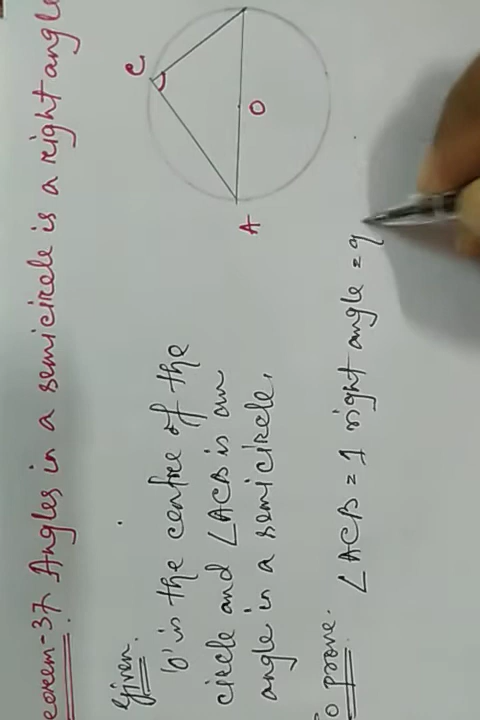 eorem-37. Angles in a semicircle is a right angle
Given.
'O' is the centre of the
circle and ∠ACB is an
angle in a semicircle.
To prove. ∠ACB = 1 right angle = 9
C
O
A